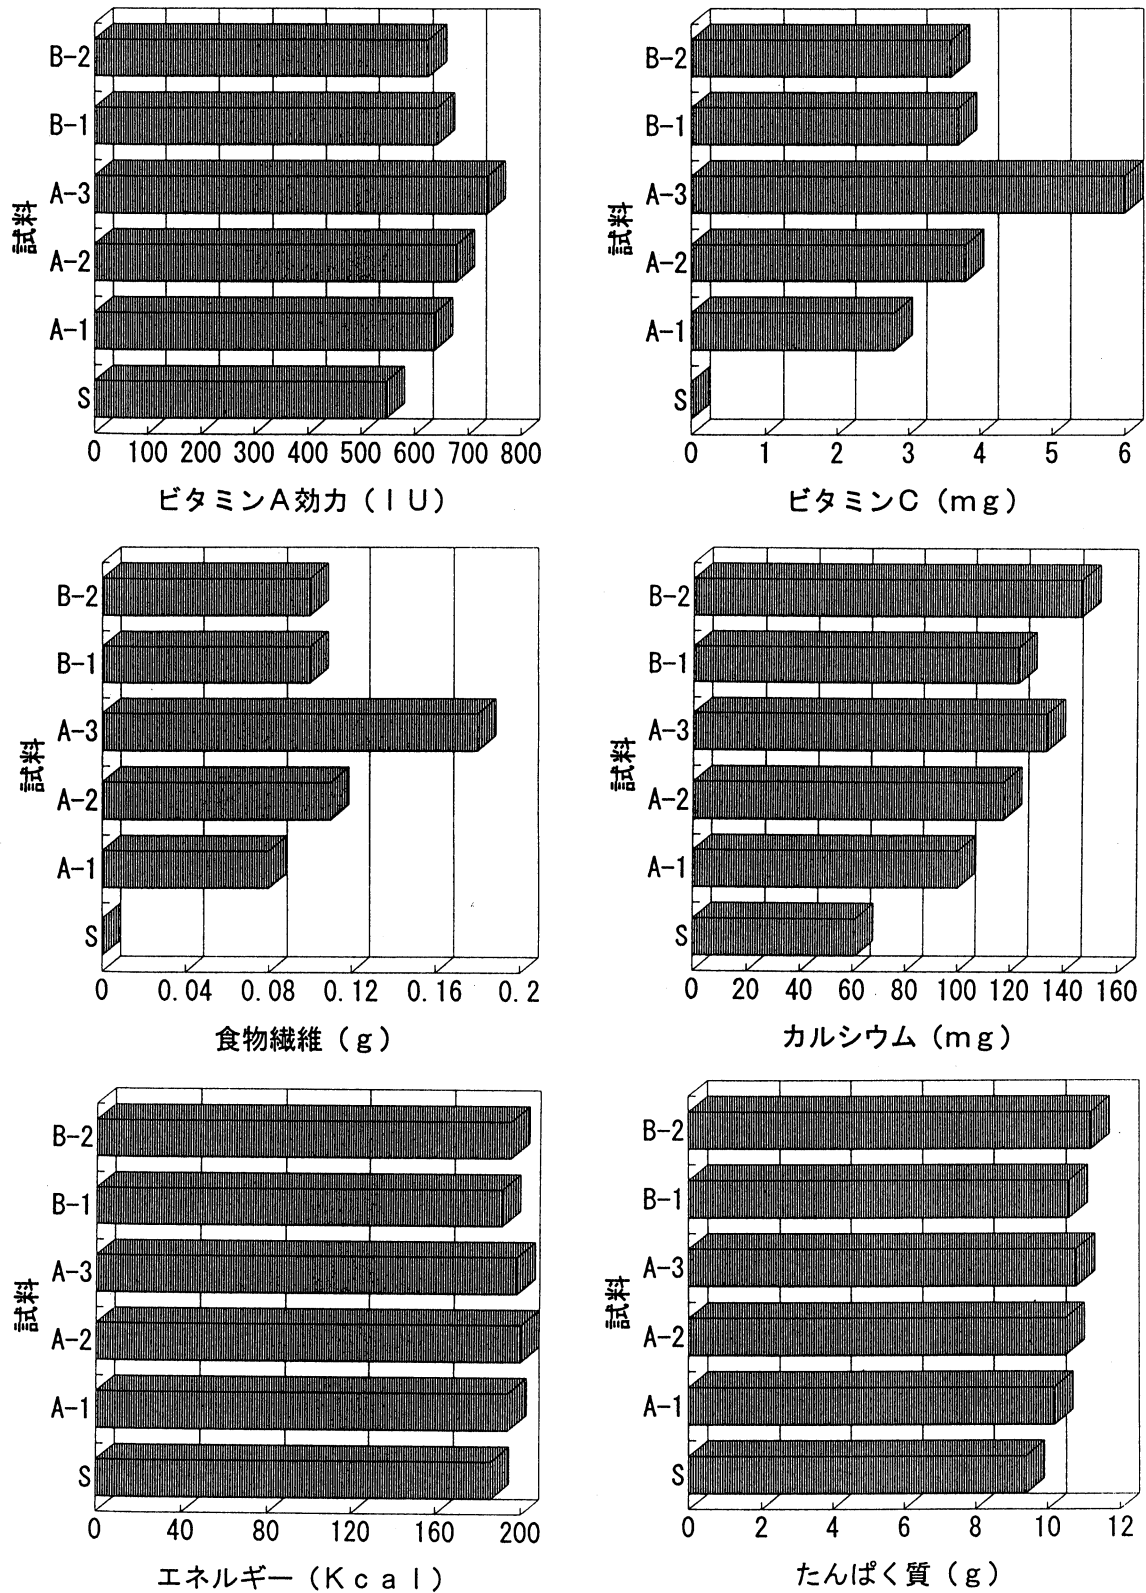 B-2
B-1
A-3
A-2
A-1
S
試料
0 100 200 300 400 500 600 700 800
ビタミンA効力（IU）
B-2
B-1
A-3
A-2
A-1
S
試料
0 1 2 3 4 5 6
ビタミンC（mg）
B-2
B-1
A-3
A-2
A-1
S
試料
0 0.04 0.08 0.12 0.16 0.2
食物繊維（g）
B-2
B-1
A-3
A-2
A-1
S
試料
0 20 40 60 80 100 120 140 160
カルシウム（mg）
B-2
B-1
A-3
A-2
A-1
S
試料
0 40 80 120 160 200
エネルギー（Kcal）
B-2
B-1
A-3
A-2
A-1
S
試料
0 2 4 6 8 10 12
たんぱく質（g）